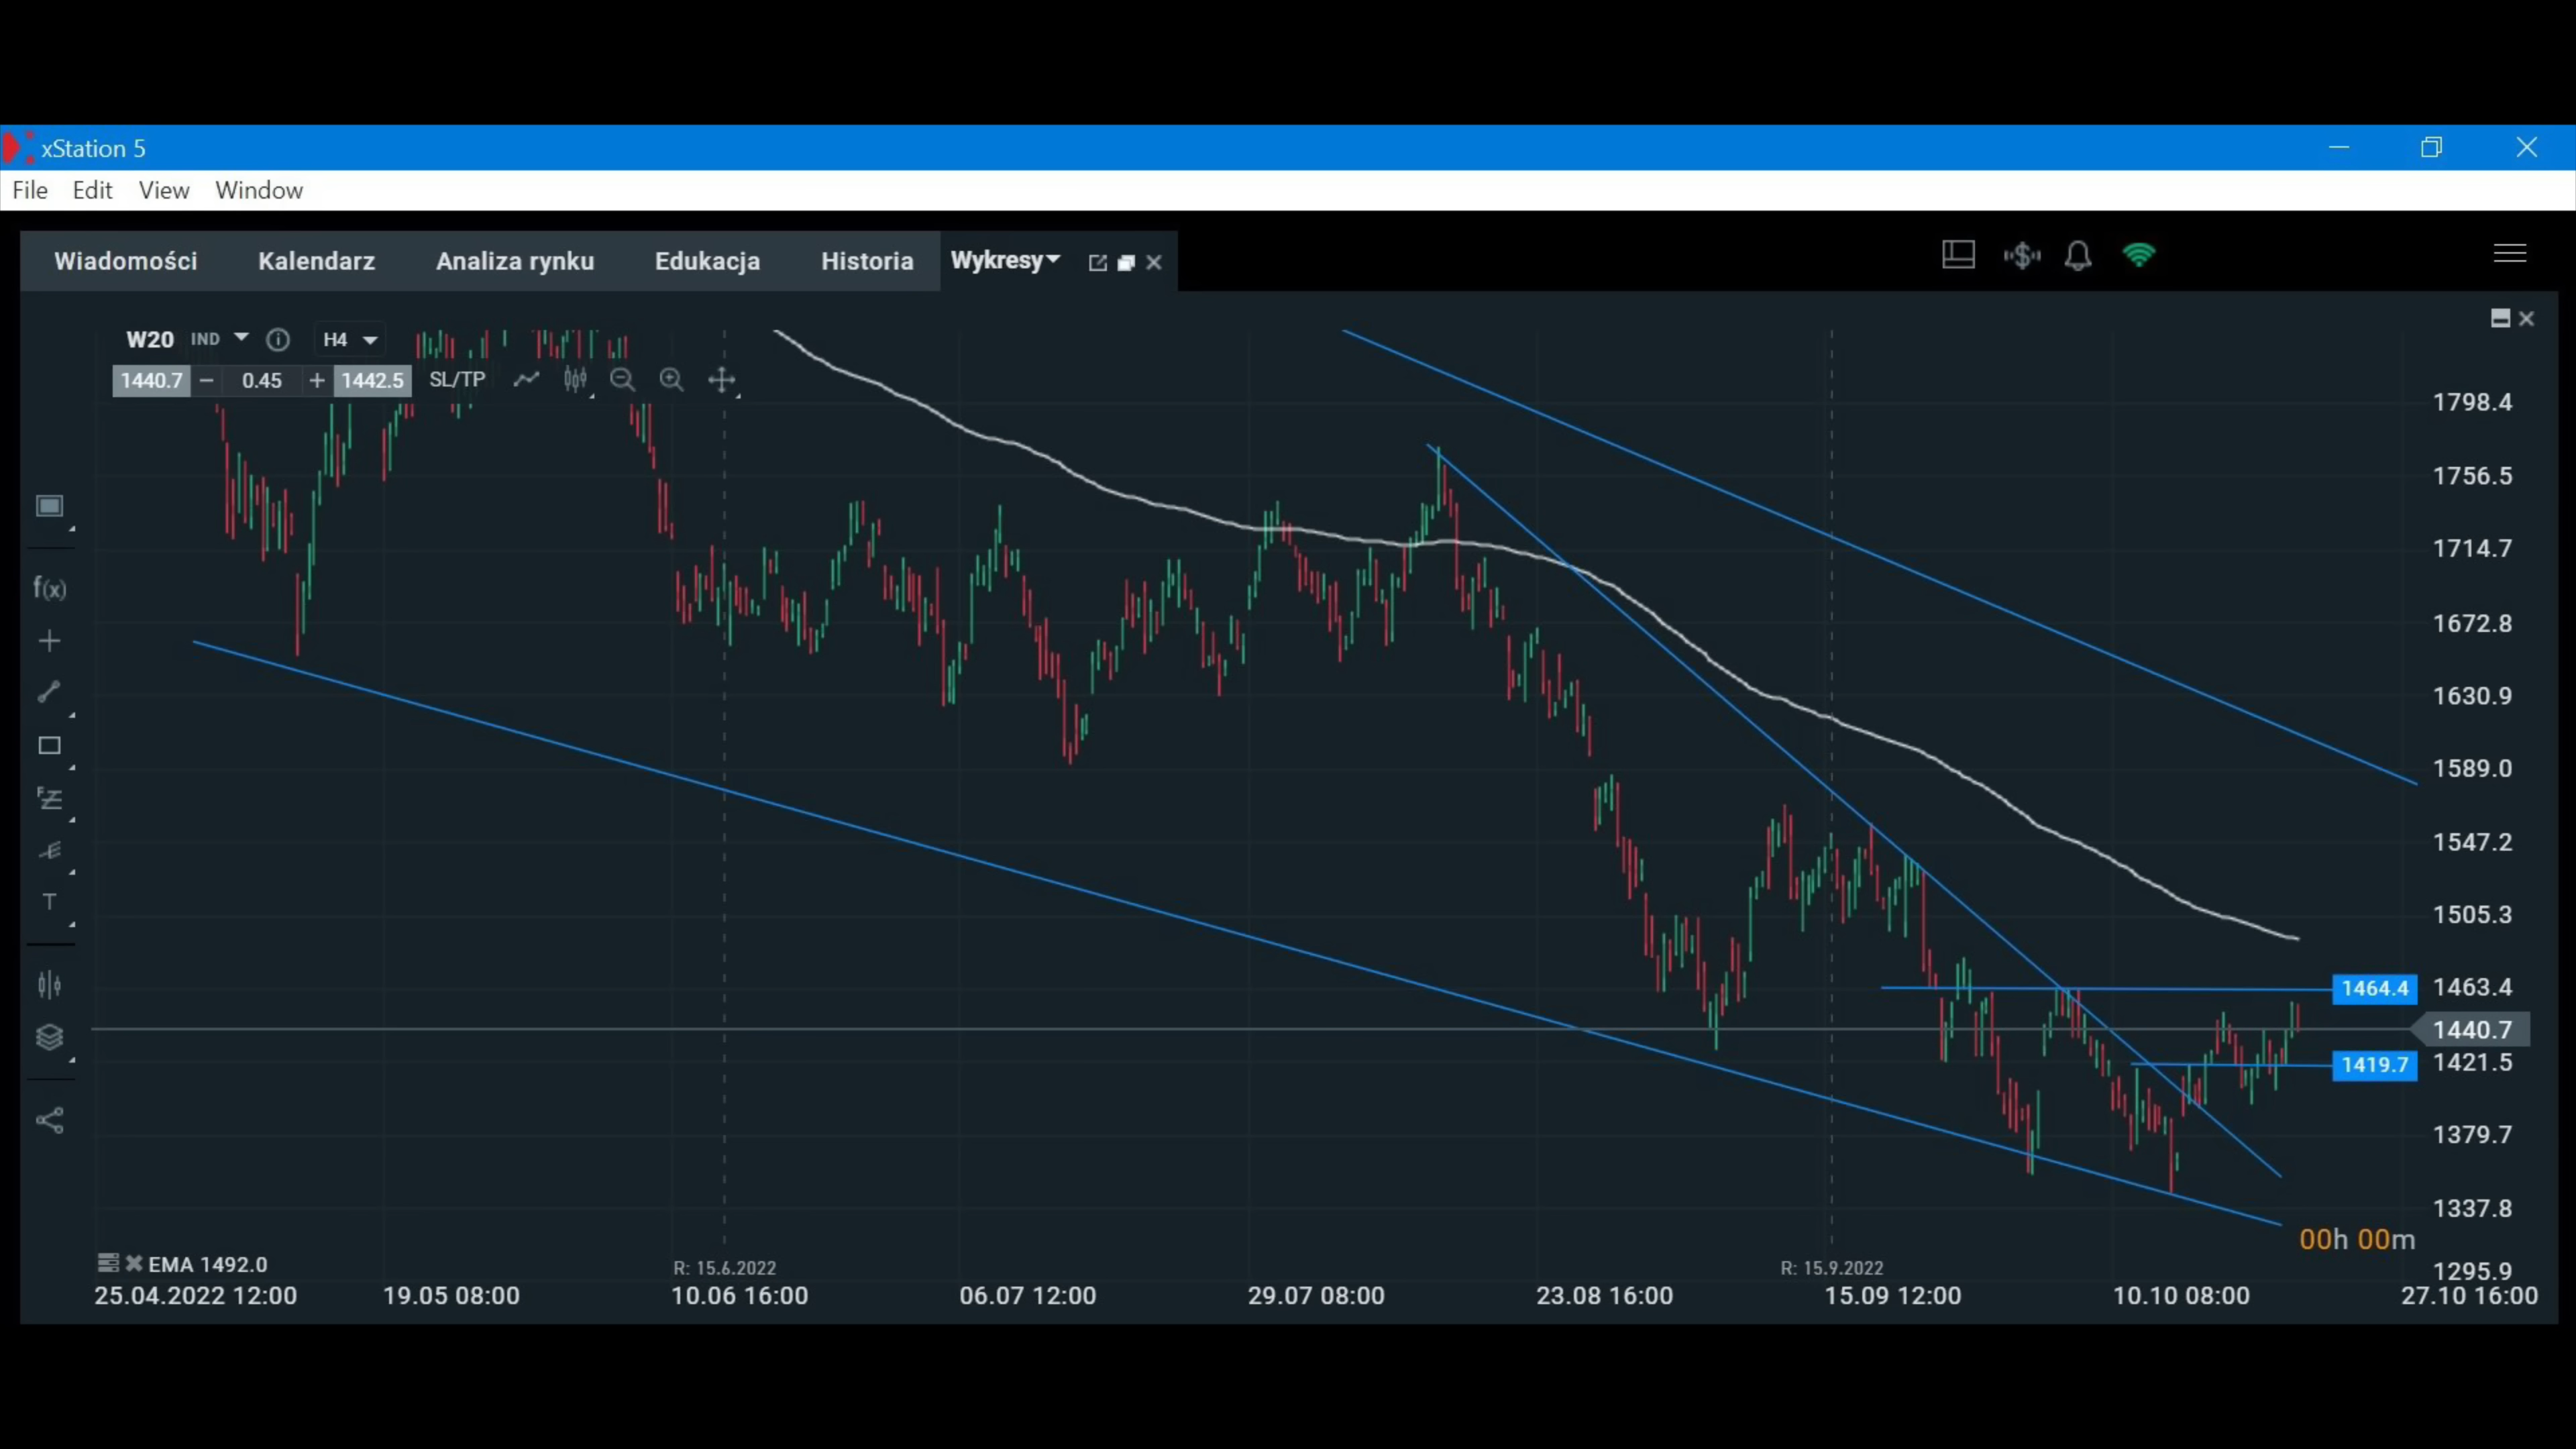 xStation 5
File Edit View Window
Wiadomości Kalendarz Analiza rynku Edukacja Historia Wykresy
W20 IND H4
1440.7 − 0.45 + 1442.5 SL/TP
1798.4
1756.5
1714.7
f(x)
1672.8
1630.9
1589.0
F
1547.2
T
1505.3
1464.4 1463.4
1440.7
1419.7 1421.5
1379.7
1337.8
00h 00m
EMA 1492.0 R: 15.6.2022 R: 15.9.2022 1295.9
25.04.2022 12:00 19.05 08:00 10.06 16:00 06.07 12:00 29.07 08:00 23.08 16:00 15.09 12:00 10.10 08:00 27.10 16:00